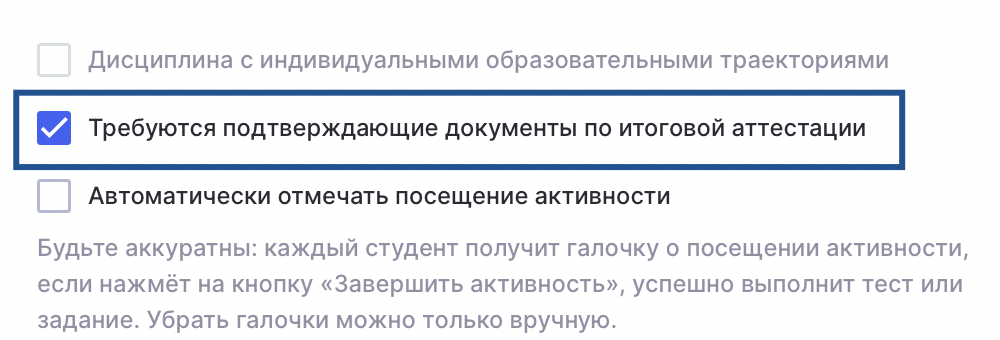 Дисциплина с индивидуальными образовательными траекториями
Требуются подтверждающие документы по итоговой аттестации
Автоматически отмечать посещение активности
Будьте аккуратны: каждый студент получит галочку о посещении активности,
если нажмёт на кнопку «Завершить активность», успешно выполнит тест или
задание. Убрать галочки можно только вручную.